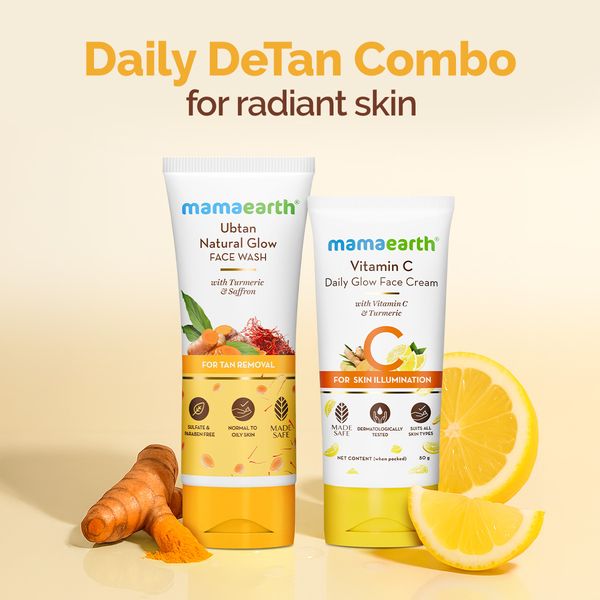 Daily DeTan Combo
for radiant skin
mamaearth®
Ubtan
Natural Glow
FACE WASH
with Turmeric
& Saffron
FOR TAN REMOVAL
SULFATE &
PARABEN FREE
NORMAL TO
OILY SKIN
MADE
SAFE
mamaearth®
Vitamin C
Daily Glow Face Cream
with Vitamin C
& Turmeric
C
FOR SKIN ILLUMINATION
MADE
SAFE
DERMATOLOGICALLY
TESTED
SUITS ALL
SKIN TYPES
NET CONTENT (when packed) 80 g